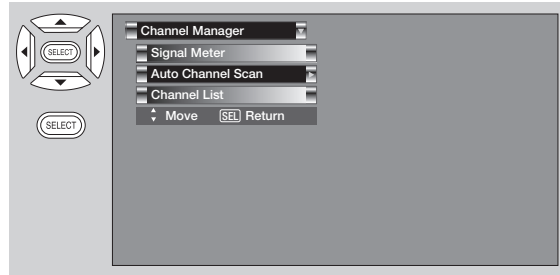 SELECT
SELECT
Channel Manager
Signal Meter
Auto Channel Scan
Channel List
Move SEL Return